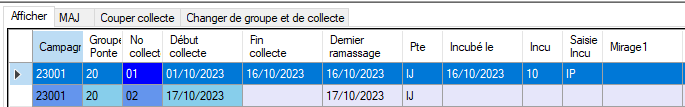 Afficher MAJ Couper collecte Changer de groupe et de collecte
Campagr Groupe Ponte No collect Début collecte Fin collecte Dernier ramassage Pte Incubé le Incu Saisie Incu Mirage1
23001 20 01 01/10/2023 16/10/2023 16/10/2023 IJ 16/10/2023 10 IP
23001 20 02 17/10/2023 17/10/2023 IJ